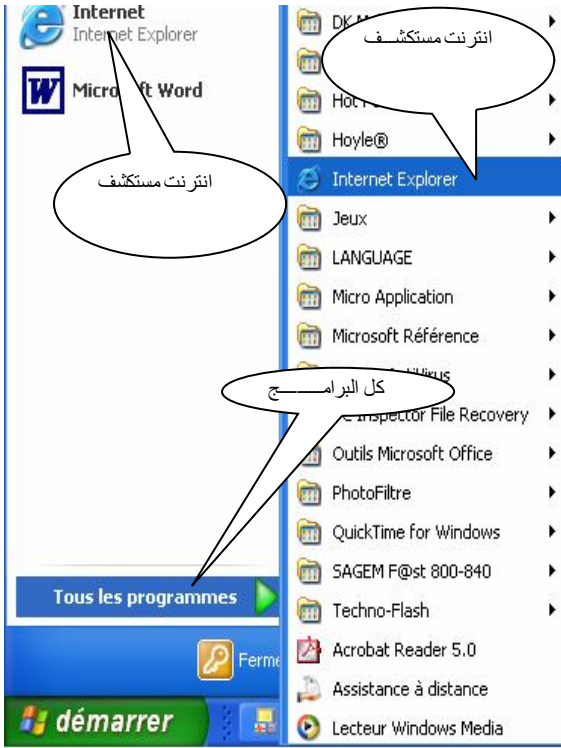 Internet
Internet Explorer
Microsoft Word
انترنت مستكشف
كل البرامـــــــج
Tous les programmes
démarrer
انترنت مستكشـــف
Hoyle®
Internet Explorer
Jeux
LANGUAGE
Micro Application
Microsoft Référence
Inspector File Recovery
Outils Microsoft Office
PhotoFiltre
QuickTime for Windows
SAGEM F@st 800-840
Techno-Flash
Acrobat Reader 5.0
Assistance à distance
Lecteur Windows Media